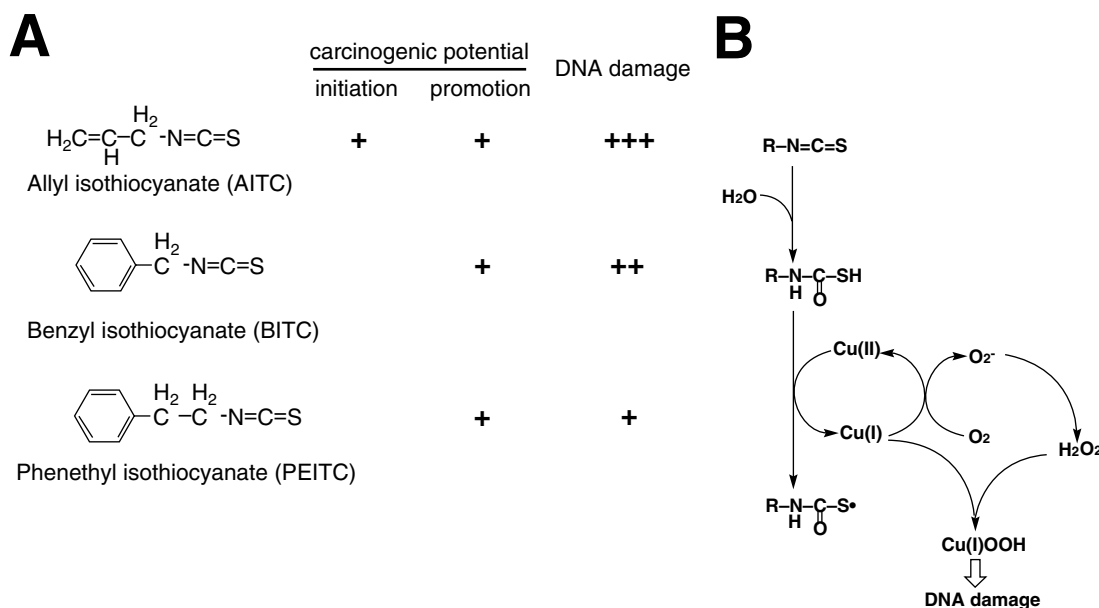 A
carcinogenic potential
DNA damage
initiation
promotion
H2C=C-C-N=C=S
H2
H
+
+
+++
Allyl isothiocyanate (AITC)
H2
C-N=C=S
+
++
Benzyl isothiocyanate (BITC)
H2 H2
C-C-N=C=S
+
+
Phenethyl isothiocyanate (PEITC)
B
R-N=C=S
H2O
R-N-C-SH
H O
Cu(II)
O2-
Cu(I)
O2
H2O2
R-N-C-S•
H O
Cu(I)OOH
DNA damage